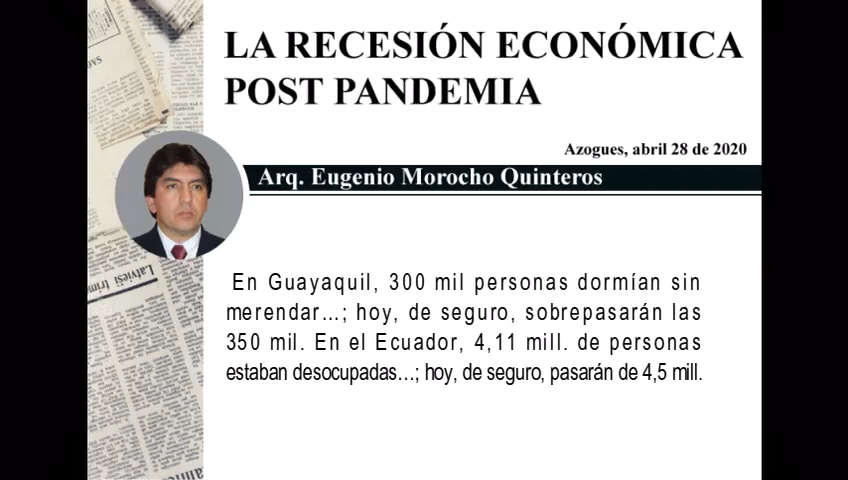 LA RECESIÓN ECONÓMICA
POST PANDEMIA
Azogues, abril 28 de 2020
Arq. Eugenio Morocho Quinteros
En Guayaquil, 300 mil personas dormían sin
merendar...; hoy, de seguro, sobrepasarán las
350 mil. En el Ecuador, 4,11 mill. de personas
estaban desocupadas...; hoy, de seguro, pasarán de 4,5 mill.
Latvieši trim